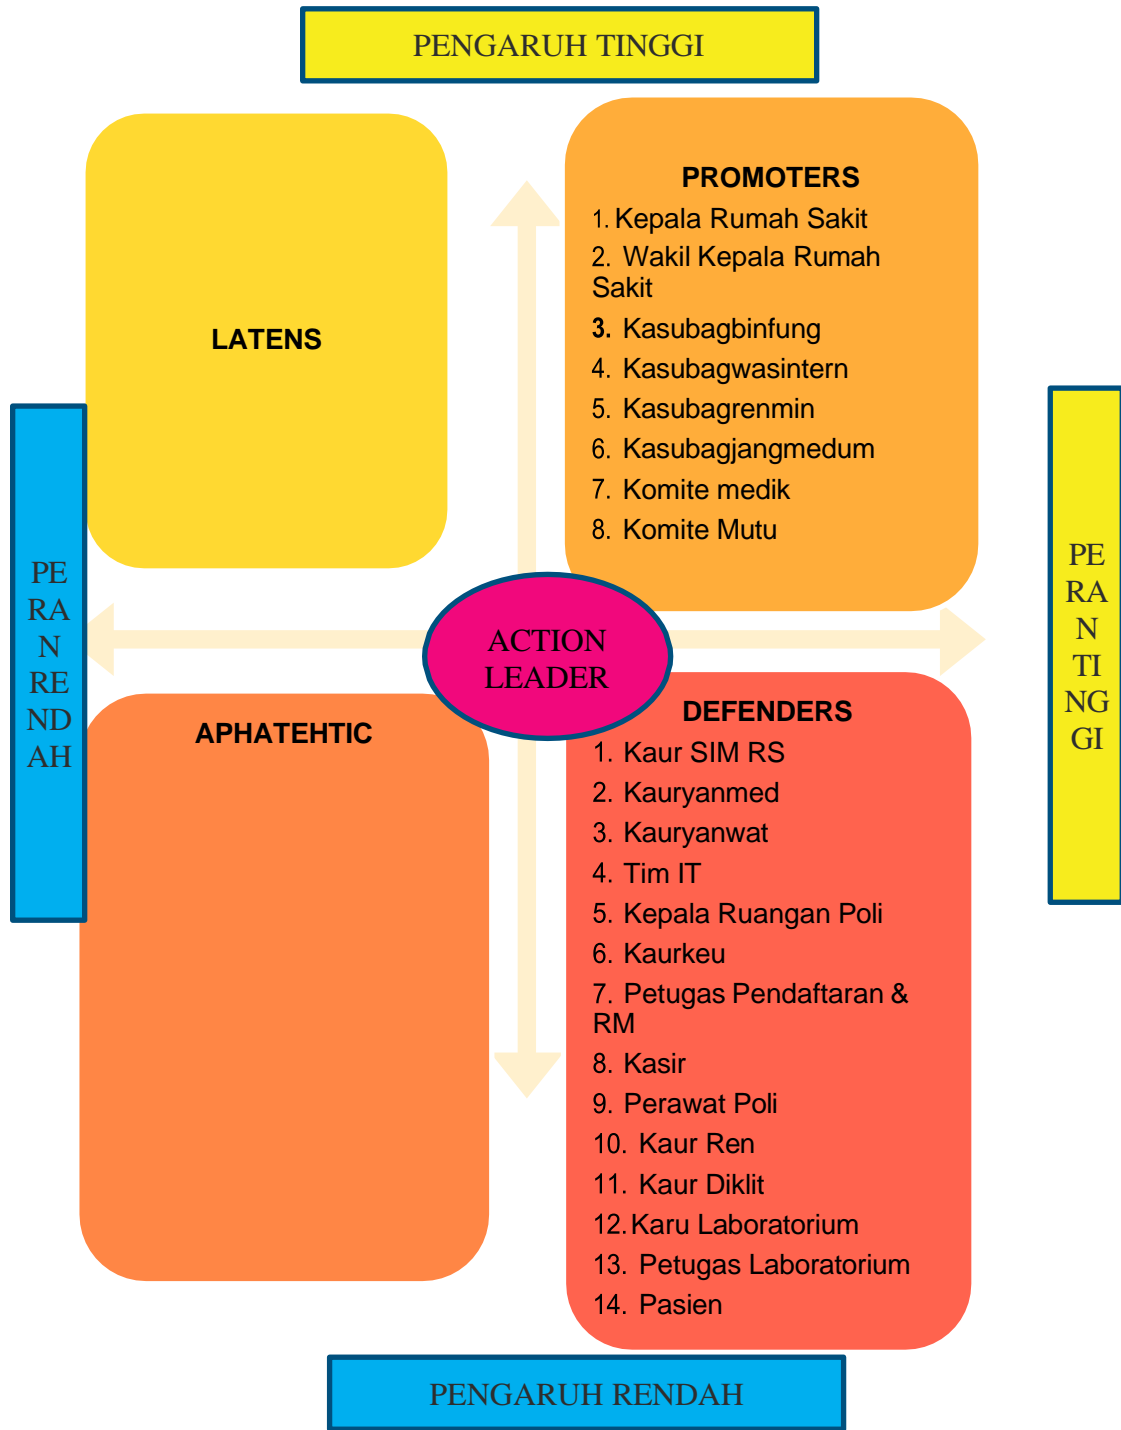 PENGARUH TINGGI
LATENS
PROMOTERS
1. Kepala Rumah Sakit
2. Wakil Kepala Rumah
Sakit
3. Kasubagbinfung
4. Kasubagwasintern
5. Kasubagrenmin
6. Kasubagjangmedum
7. Komite medik
8. Komite Mutu
PE
RA
N
RE
ND
AH
ACTION
LEADER
PE
RA
N
TI
NG
GI
APHATEHTIC
DEFENDERS
1. Kaur SIM RS
2. Kauryanmed
3. Kauryanwat
4. Tim IT
5. Kepala Ruangan Poli
6. Kaurkeu
7. Petugas Pendaftaran &
RM
8. Kasir
9. Perawat Poli
10. Kaur Ren
11. Kaur Diklit
12. Karu Laboratorium
13. Petugas Laboratorium
14. Pasien
PENGARUH RENDAH